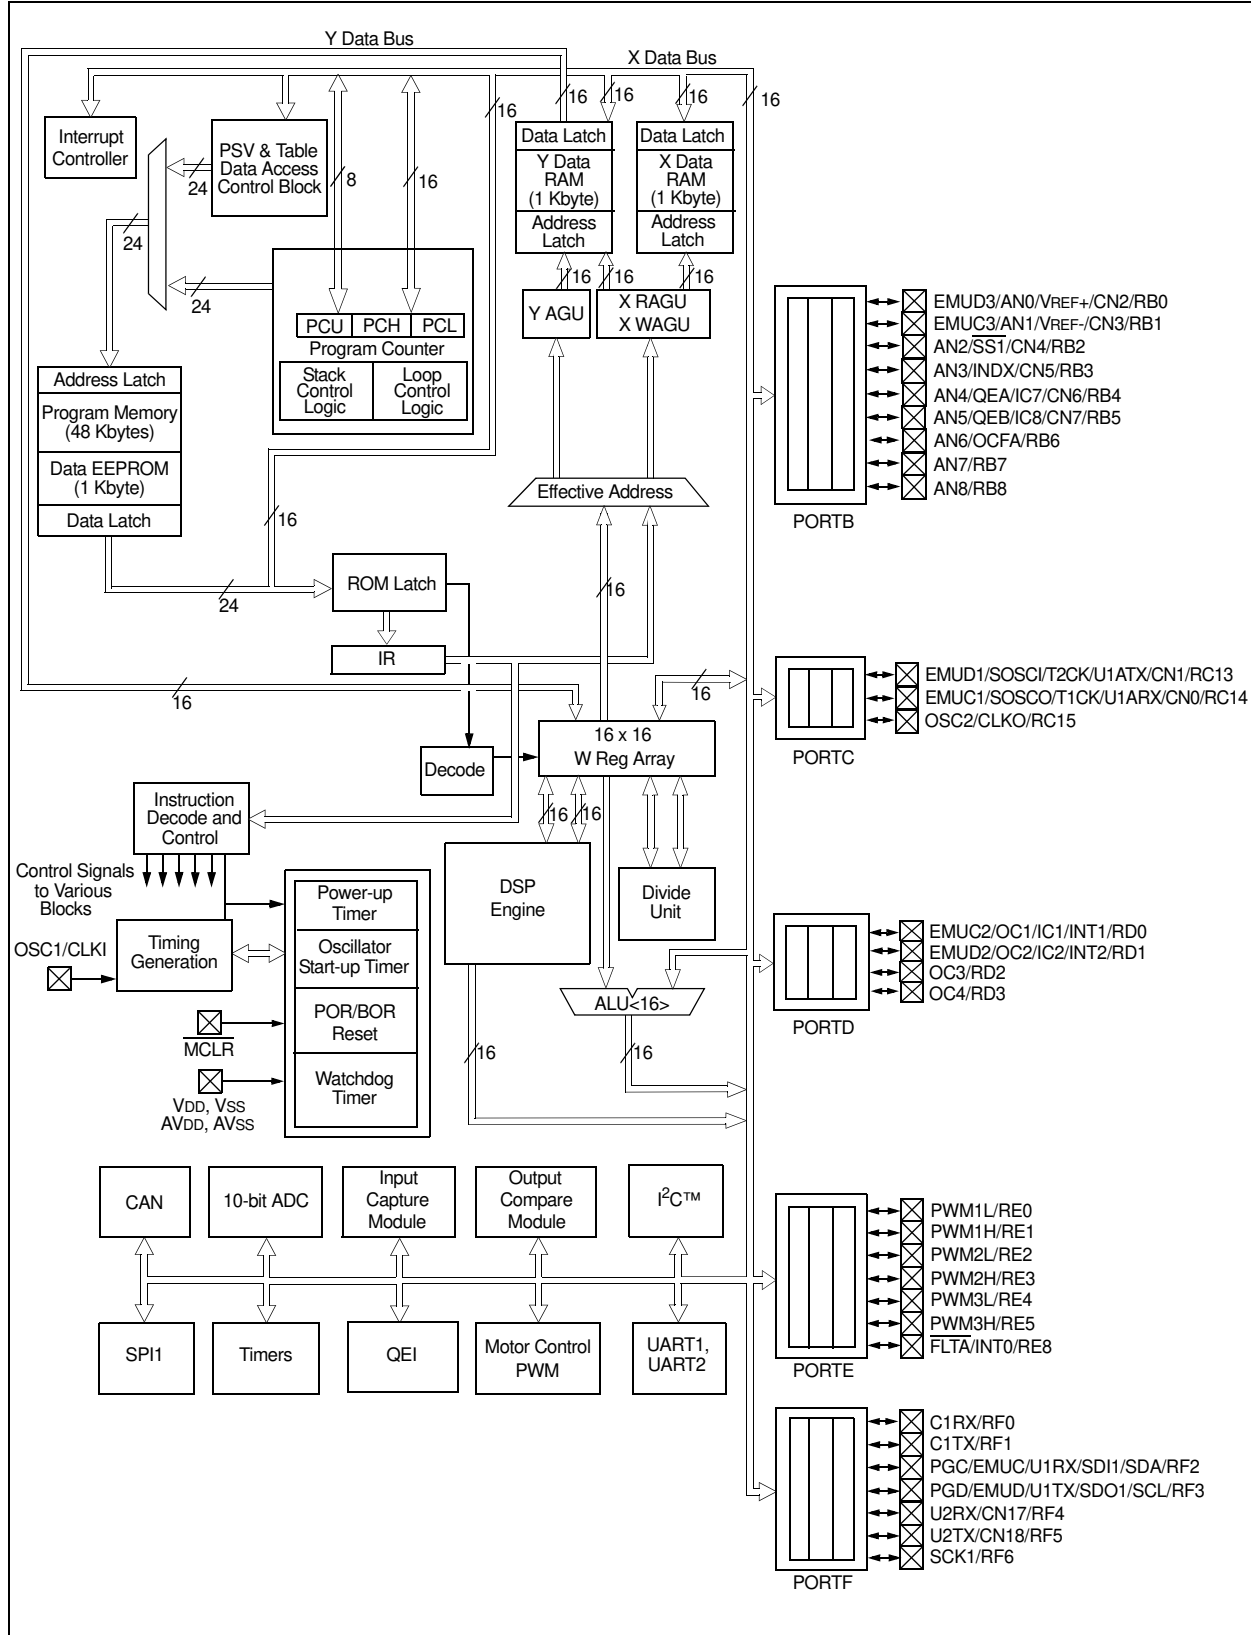 Y Data Bus
X Data Bus
16
16
16
16
16
Interrupt
Controller
PSV & Table
Data Access
Control Block
24
8
16
24
24
Data Latch
Y Data
RAM
(1 Kbyte)
Address
Latch
Data Latch
X Data
RAM
(1 Kbyte)
Address
Latch
16
16
16
Y AGU
X RAGU
X WAGU
PCU
PCH
PCL
Program Counter
Stack
Control
Logic
Loop
Control
Logic
Address Latch
Program Memory
(48 Kbytes)
Data EEPROM
(1 Kbyte)
Data Latch
Effective Address
16
24
ROM Latch
16
IR
16
16
16 x 16
W Reg Array
Decode
Instruction
Decode and
Control
16
16
Control Signals
to Various
Blocks
DSP
Engine
Divide
Unit
Power-up
Timer
OSC1/CLKI
Timing
Generation
Oscillator
Start-up Timer
ALU<16>
POR/BOR
Reset
MCLR
16
16
Watchdog
Timer
VDD, VSS
AVDD, AVSS
CAN
10-bit ADC
Input
Capture
Module
Output
Compare
Module
I²C™
SPI1
Timers
QEI
Motor Control
PWM
UART1,
UART2
EMUD3/AN0/VREF+/CN2/RB0
EMUC3/AN1/VREF-/CN3/RB1
AN2/SS1/CN4/RB2
AN3/INDX/CN5/RB3
AN4/QEA/IC7/CN6/RB4
AN5/QEB/IC8/CN7/RB5
AN6/OCFA/RB6
AN7/RB7
AN8/RB8
PORTB
EMUD1/SOSCI/T2CK/U1ATX/CN1/RC13
EMUC1/SOSCO/T1CK/U1ARX/CN0/RC14
OSC2/CLKO/RC15
PORTC
EMUC2/OC1/IC1/INT1/RD0
EMUD2/OC2/IC2/INT2/RD1
OC3/RD2
OC4/RD3
PORTD
PWM1L/RE0
PWM1H/RE1
PWM2L/RE2
PWM2H/RE3
PWM3L/RE4
PWM3H/RE5
FLTA/INT0/RE8
PORTE
C1RX/RF0
C1TX/RF1
PGC/EMUC/U1RX/SDI1/SDA/RF2
PGD/EMUD/U1TX/SDO1/SCL/RF3
U2RX/CN17/RF4
U2TX/CN18/RF5
SCK1/RF6
PORTF